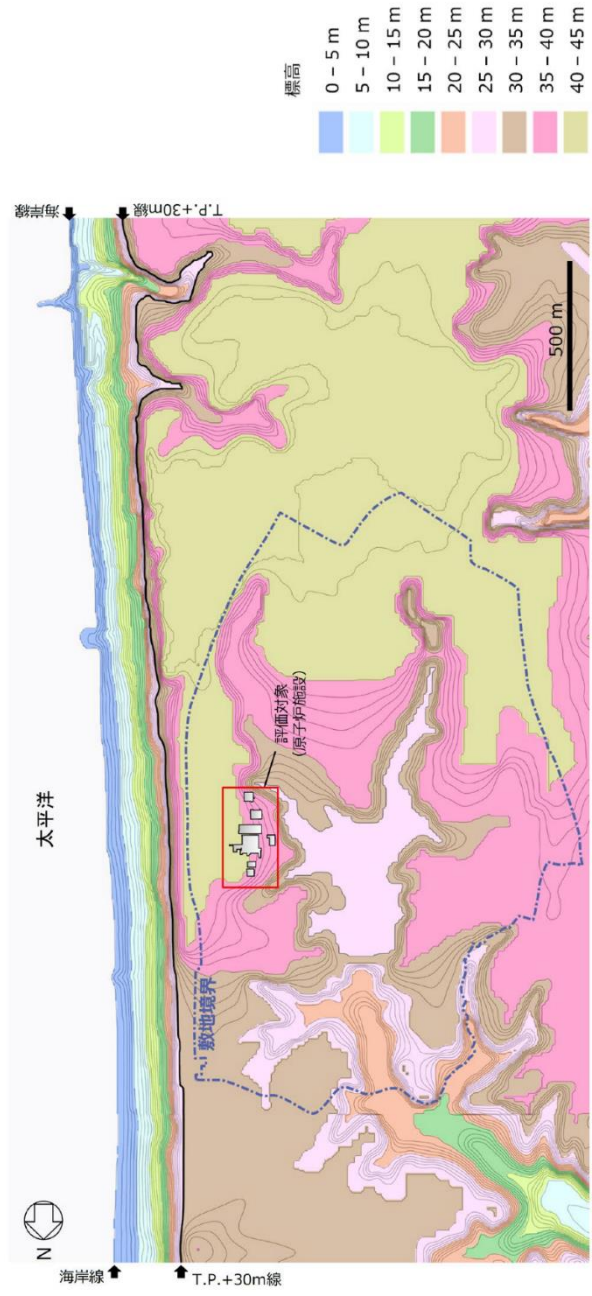 太平洋
N
海岸線
T.P.+30m線
海岸線
T.P.+30m線
敷地境界
評価対象
(原子炉施設)
500 m
標高
0 – 5 m
5 – 10 m
10 – 15 m
15 – 20 m
20 – 25 m
25 – 30 m
30 – 35 m
35 – 40 m
40 – 45 m